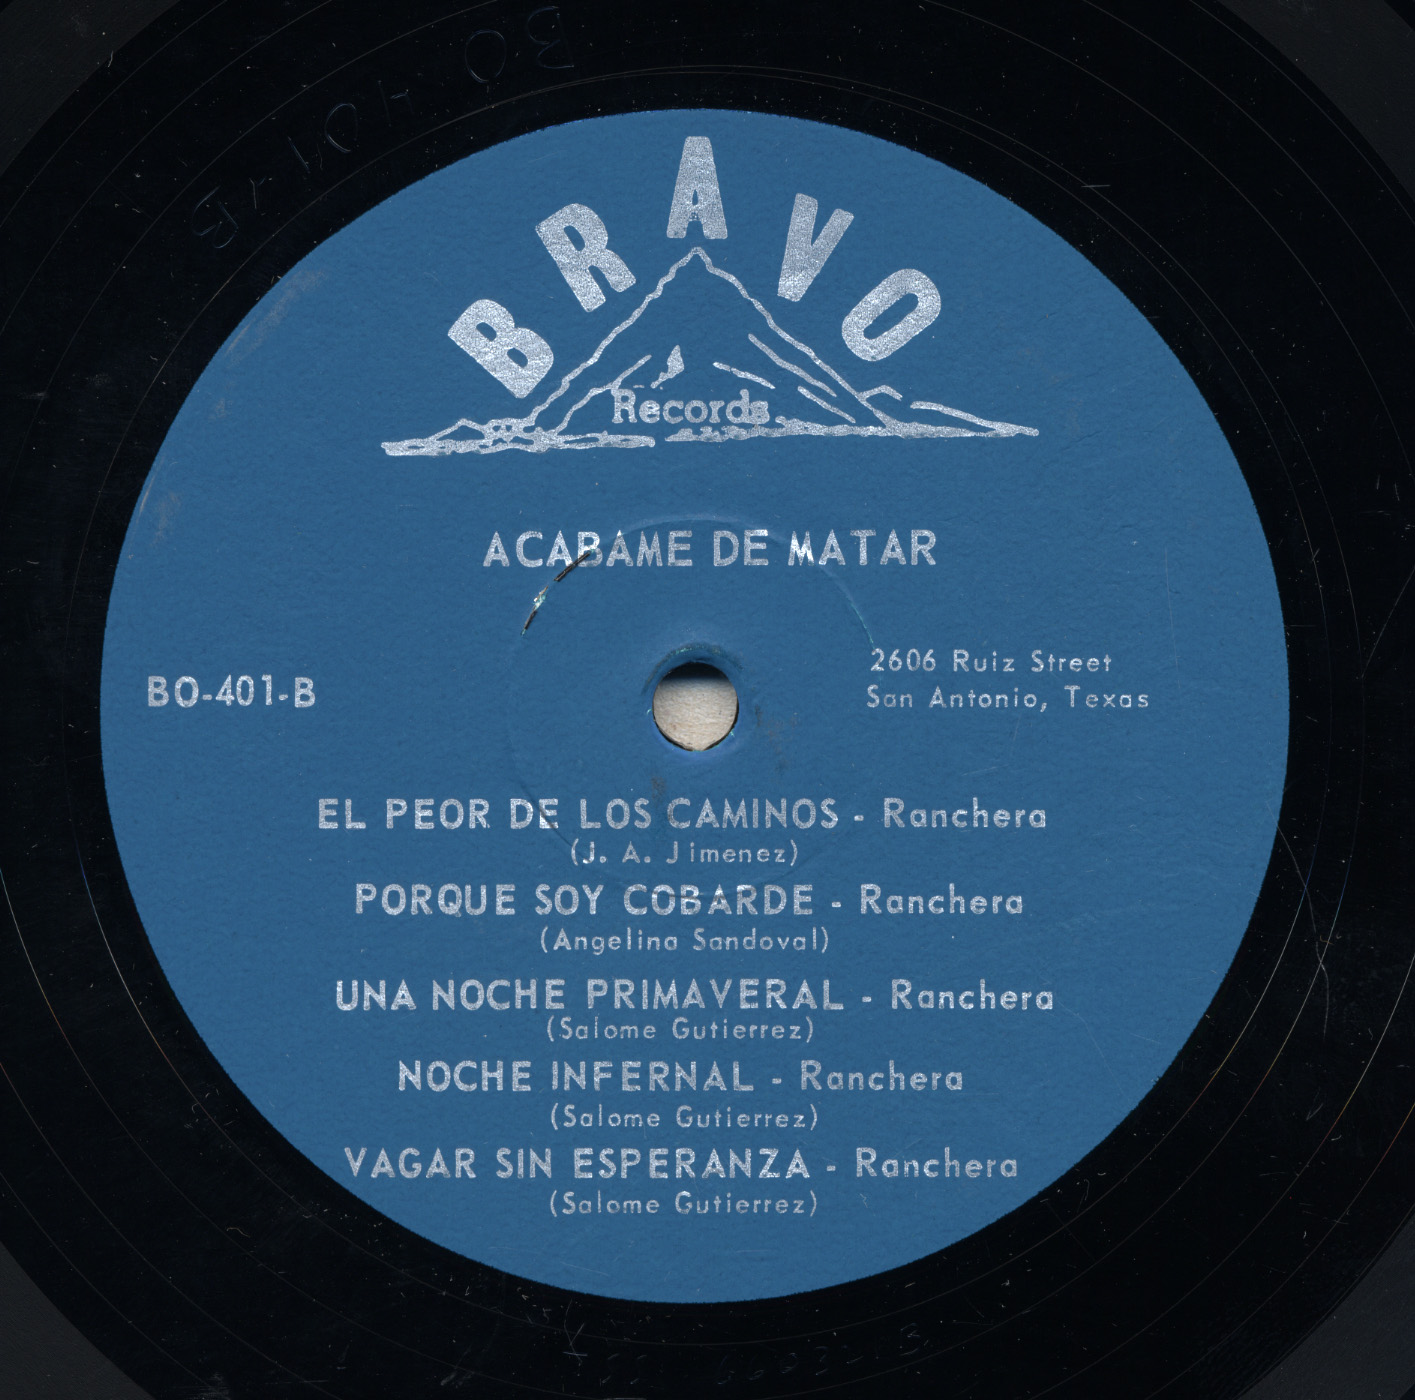 BO-401-B
BRAVO
Records
ACABAME DE MATAR
BO-401-B
2606 Ruiz Street
San Antonio, Texas
EL PEOR DE LOS CAMINOS - Ranchera
(J. A. Jimenez)
PORQUE SOY COBARDE - Ranchera
(Angelina Sandoval)
UNA NOCHE PRIMAVERAL - Ranchera
(Salome Gutierrez)
NOCHE INFERNAL - Ranchera
(Salome Gutierrez)
VAGAR SIN ESPERANZA - Ranchera
(Salome Gutierrez)